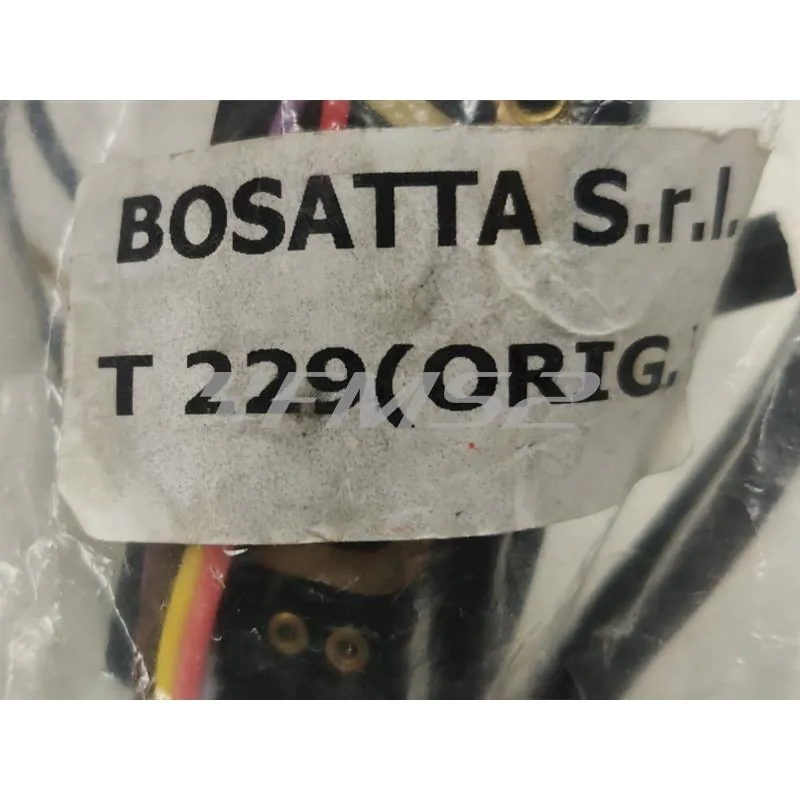 BOSATTA S.r.l.
T 229(ORIG.)